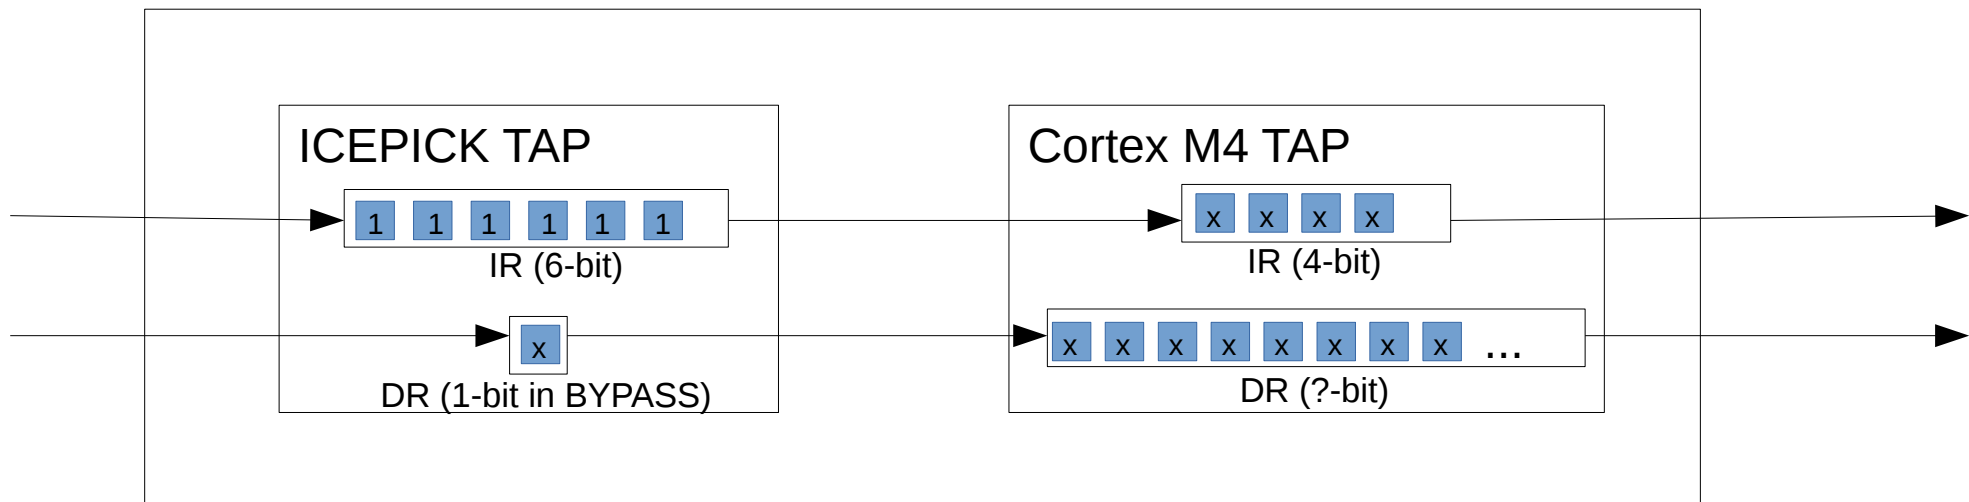 ICEPICK TAP
1 1 1 1 1 1
IR (6-bit)
x
DR (1-bit in BYPASS)
Cortex M4 TAP
x x x x
IR (4-bit)
x x x x x x x x ...
DR (?-bit)